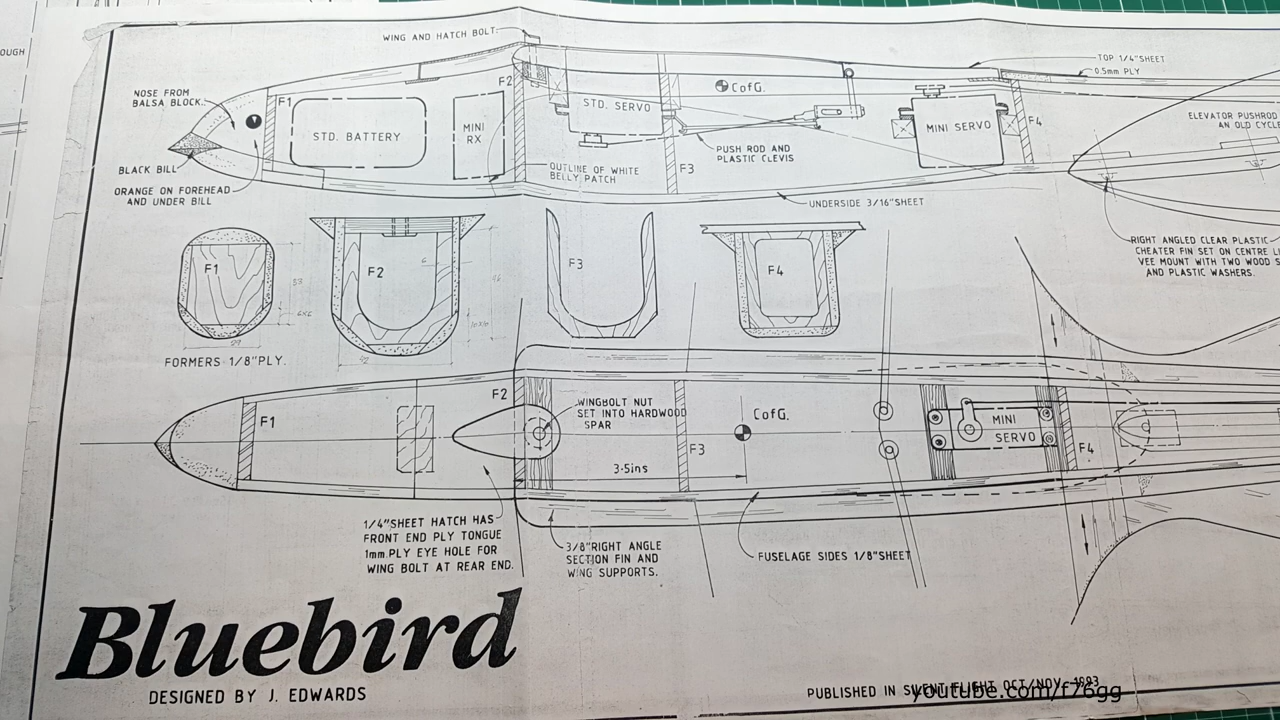 OUGH
WING AND HATCH BOLT.
TOP 1/4"SHEET
0.5mm PLY
NOSE FROM
BALSA BLOCK.
F1
F2
STD. BATTERY
MINI
RX
STD. SERVO
CofG.
MINI SERVO
F4
ELEVATOR PUSHROD
AN OLD CYCLE
BLACK BILL
ORANGE ON FOREHEAD
AND UNDER BILL
OUTLINE OF WHITE
BELLY PATCH
F3
PUSH ROD AND
PLASTIC CLEVIS
UNDERSIDE 3/16"SHEET
RIGHT ANGLED CLEAR PLASTIC
CHEATER FIN SET ON CENTRE L
VEE MOUNT WITH TWO WOOD S
AND PLASTIC WASHERS.
F1
F2
F3
F4
FORMERS 1/8"PLY.
F1
F2
WINGBOLT NUT
SET INTO HARDWOOD
SPAR
F3
CofG.
3·5ins
MINI
SERVO
F4
1/4"SHEET HATCH HAS
FRONT END PLY TONGUE
1mm PLY EYE HOLE FOR
WING BOLT AT REAR END.
3/8"RIGHT ANGLE
SECTION FIN AND
WING SUPPORTS.
FUSELAGE SIDES 1/8"SHEET
Bluebird
DESIGNED BY J. EDWARDS
PUBLISHED IN SILENT FLIGHT OCT/NOV 1993
youtube.com/f76gg